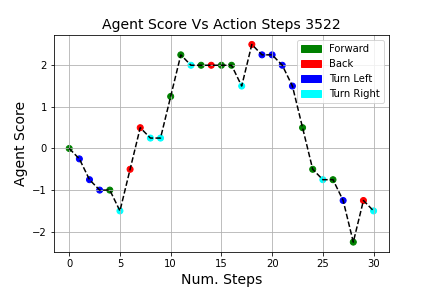 Agent Score Vs Action Steps 3522
Forward
Back
Turn Left
Turn Right
2
1
0
−1
−2
Agent Score
0 5 10 15 20 25 30
Num. Steps